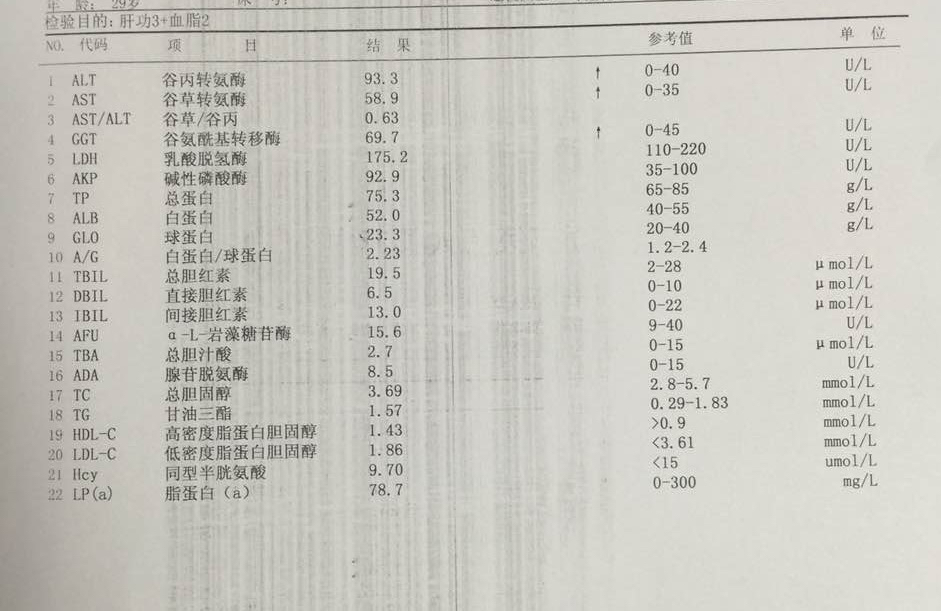 年 龄: 29岁
检验目的: 肝功3+血脂2
NO. 代码 项 目 结 果 参考值 单 位
1 ALT 谷丙转氨酶 93.3 ↑ 0-40 U/L
2 AST 谷草转氨酶 58.9 ↑ 0-35 U/L
3 AST/ALT 谷草/谷丙 0.63
4 GGT 谷氨酰基转移酶 69.7 ↑ 0-45 U/L
5 LDH 乳酸脱氢酶 175.2 110-220 U/L
6 AKP 碱性磷酸酶 92.9 35-100 U/L
7 TP 总蛋白 75.3 65-85 g/L
8 ALB 白蛋白 52.0 40-55 g/L
9 GLO 球蛋白 23.3 20-40 g/L
10 A/G 白蛋白/球蛋白 2.23 1.2-2.4
11 TBIL 总胆红素 19.5 2-28 μmol/L
12 DBIL 直接胆红素 6.5 0-10 μmol/L
13 IBIL 间接胆红素 13.0 0-22 μmol/L
14 AFU α-L-岩藻糖苷酶 15.6 9-40 U/L
15 TBA 总胆汁酸 2.7 0-15 μmol/L
16 ADA 腺苷脱氨酶 8.5 0-15 U/L
17 TC 总胆固醇 3.69 2.8-5.7 mmol/L
18 TG 甘油三酯 1.57 0.29-1.83 mmol/L
19 HDL-C 高密度脂蛋白胆固醇 1.43 >0.9 mmol/L
20 LDL-C 低密度脂蛋白胆固醇 1.86 <3.61 mmol/L
21 Hcy 同型半胱氨酸 9.70 <15 umol/L
22 LP(a) 脂蛋白（a） 78.7 0-300 mg/L